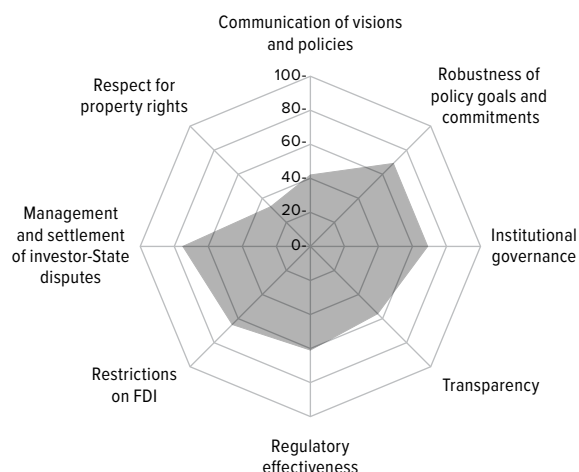 Communication of visions
and policies
Robustness of
policy goals and
commitments
Institutional
governance
Transparency
Regulatory
effectiveness
Restrictions
on FDI
Management
and settlement
of investor-State
disputes
Respect for
property rights
100-
80-
60-
40-
20-
0-